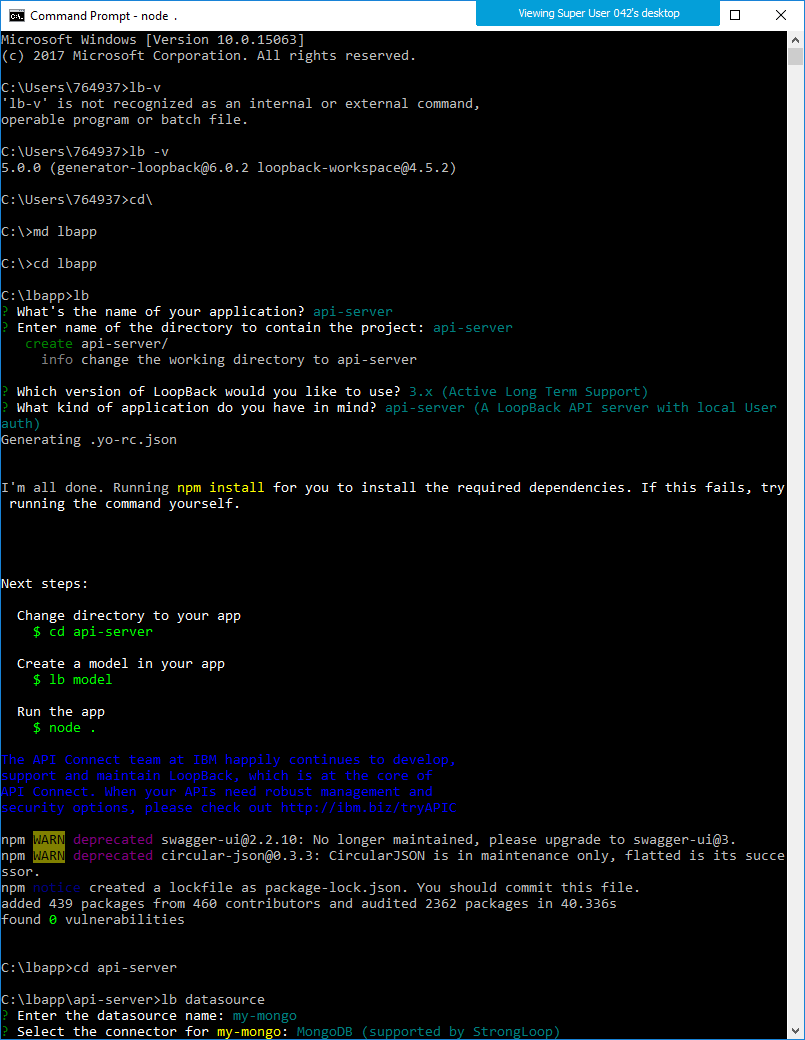 Command Prompt - node .
Viewing Super User 042's desktop
Microsoft Windows [Version 10.0.15063]
(c) 2017 Microsoft Corporation. All rights reserved.
C:\Users\764937>lb-v
'lb-v' is not recognized as an internal or external command,
operable program or batch file.
C:\Users\764937>lb -v
5.0.0 (generator-loopback@6.0.2 loopback-workspace@4.5.2)
C:\Users\764937>cd\
C:\>md lbapp
C:\>cd lbapp
C:\lbapp>lb
? What's the name of your application? api-server
? Enter name of the directory to contain the project: api-server
create api-server/
info change the working directory to api-server
? Which version of LoopBack would you like to use? 3.x (Active Long Term Support)
? What kind of application do you have in mind? api-server (A LoopBack API server with local User
auth)
Generating .yo-rc.json
I'm all done. Running npm install for you to install the required dependencies. If this fails, try
running the command yourself.
Next steps:
Change directory to your app
$ cd api-server
Create a model in your app
$ lb model
Run the app
$ node .
The API Connect team at IBM happily continues to develop,
support and maintain LoopBack, which is at the core of
API Connect. When your APIs need robust management and
security options, please check out http://ibm.biz/tryAPIC
npm WARN deprecated swagger-ui@2.2.10: No longer maintained, please upgrade to swagger-ui@3.
npm WARN deprecated circular-json@0.3.3: CircularJSON is in maintenance only, flatted is its succe
ssor.
npm notice created a lockfile as package-lock.json. You should commit this file.
added 439 packages from 460 contributors and audited 2362 packages in 40.336s
found 0 vulnerabilities
C:\lbapp>cd api-server
C:\lbapp\api-server>lb datasource
? Enter the datasource name: my-mongo
? Select the connector for my-mongo: MongoDB (supported by StrongLoop)